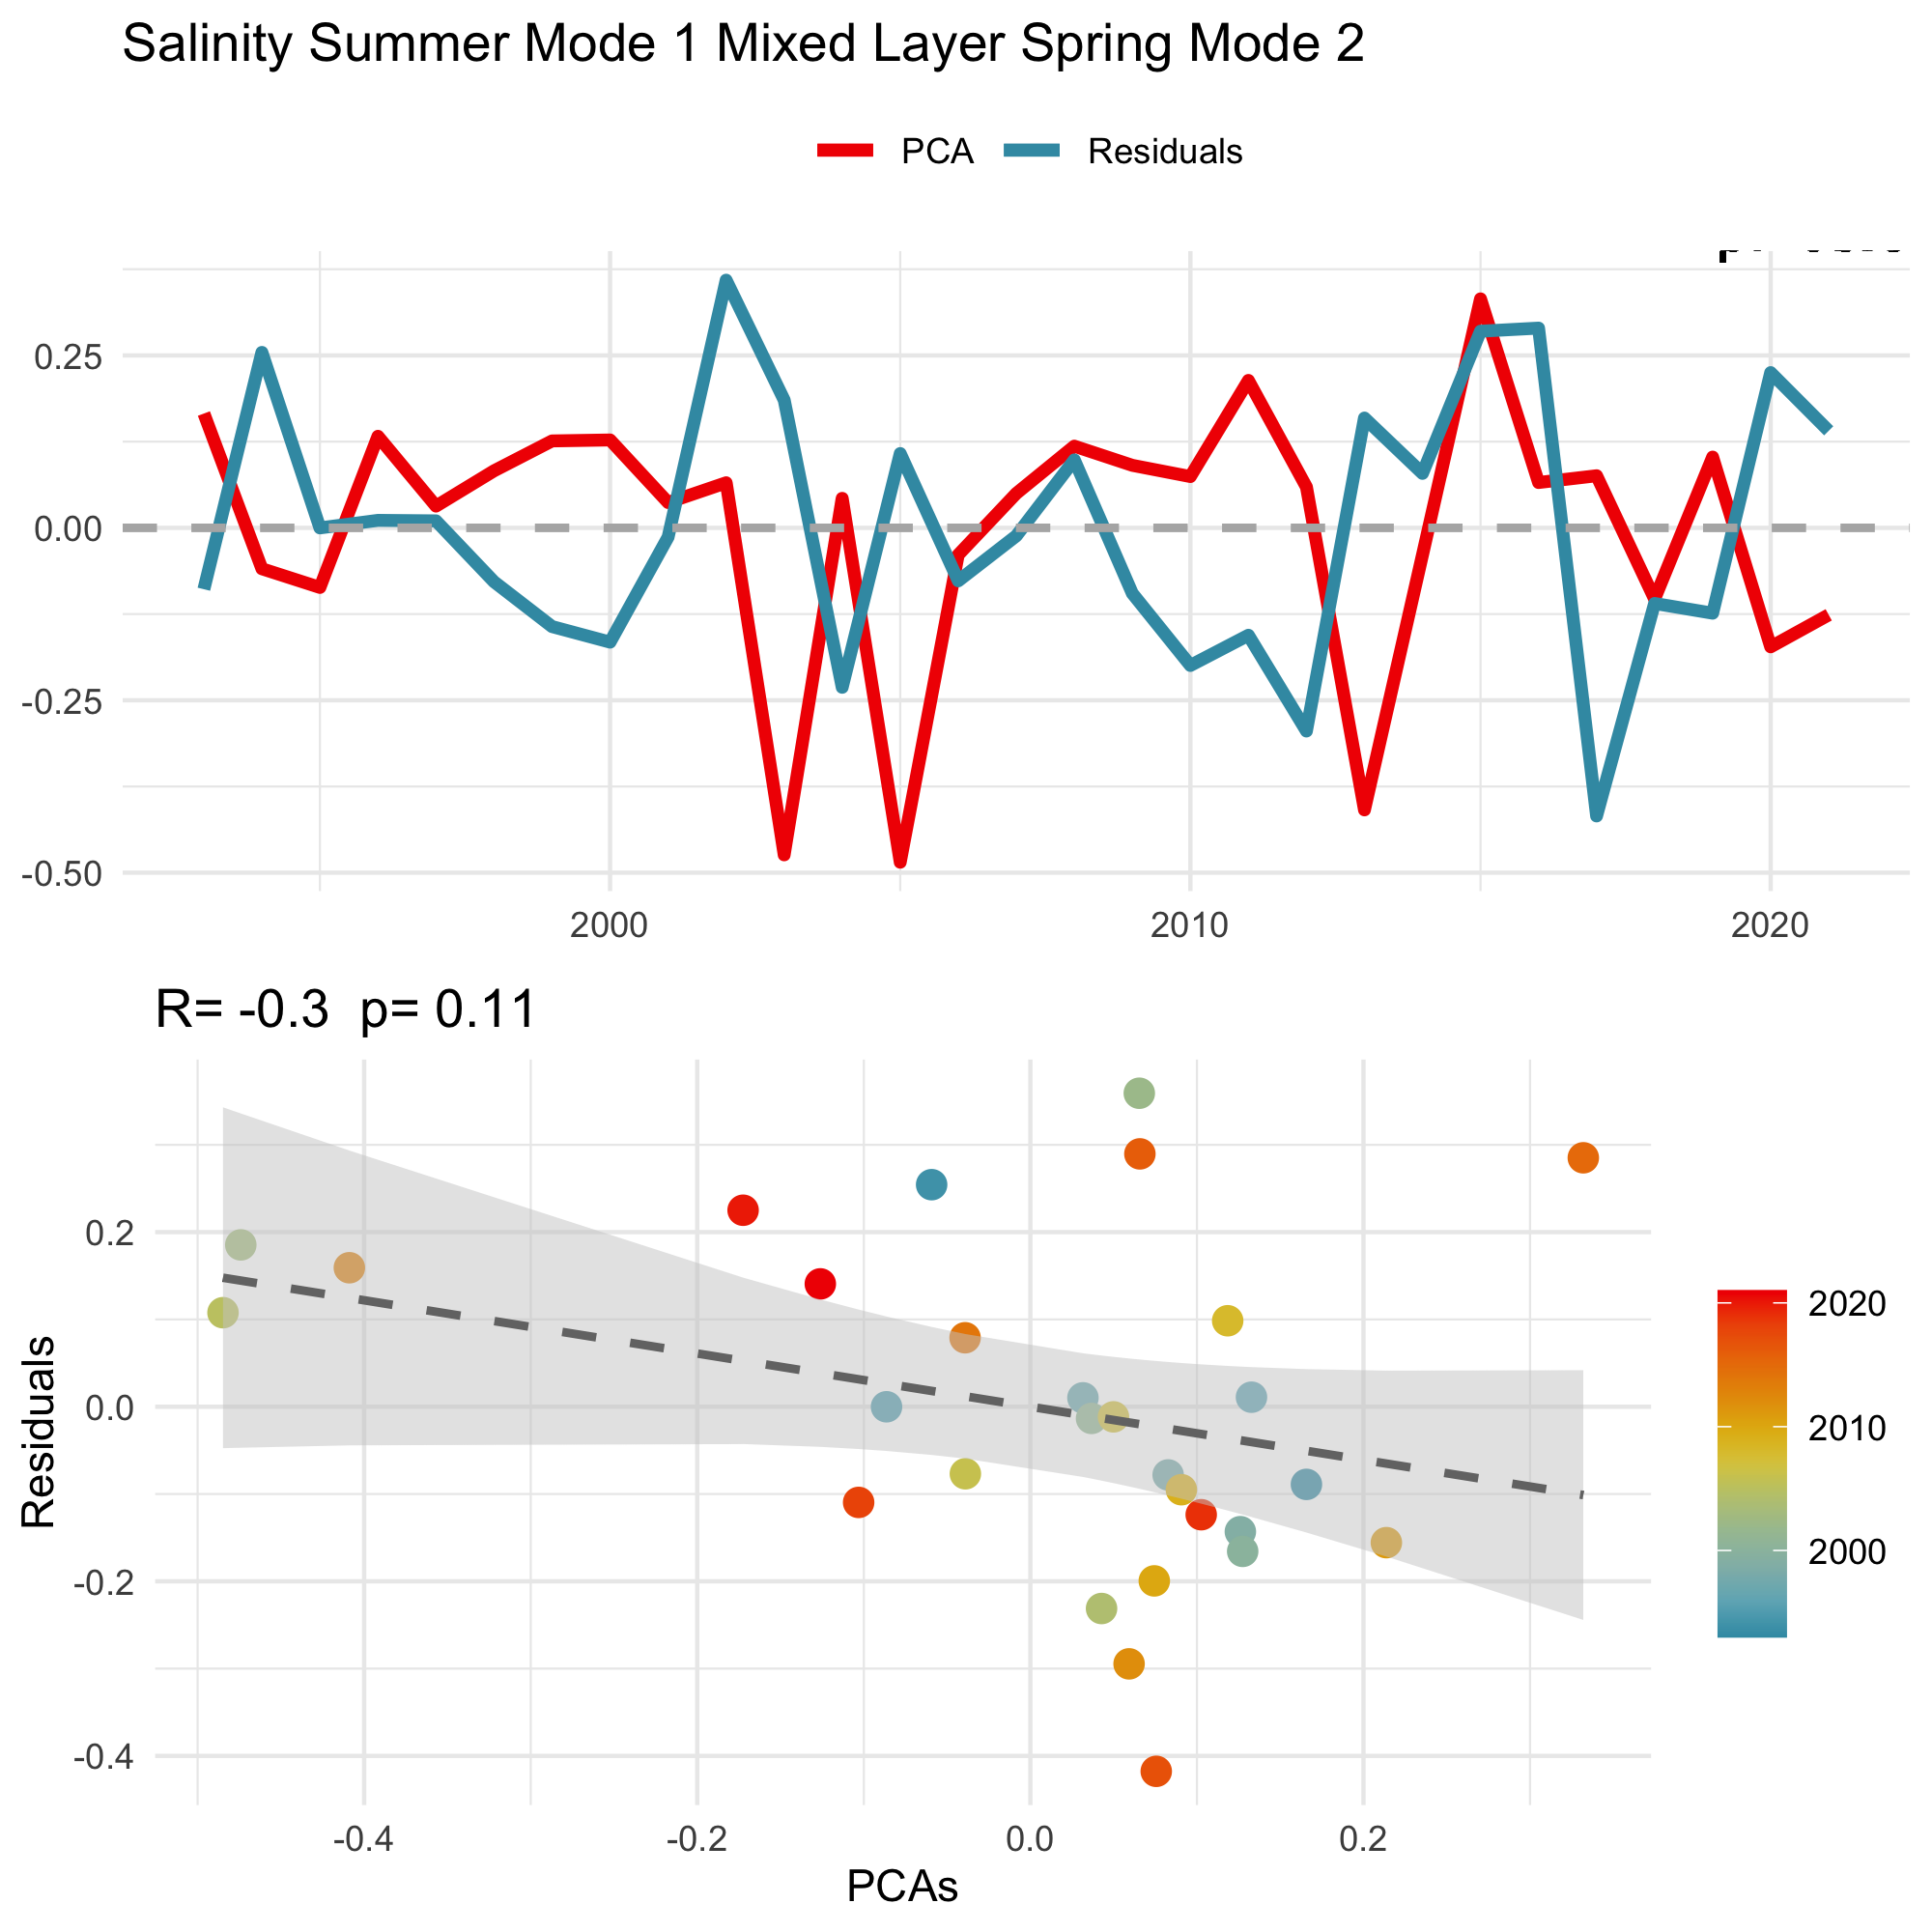 Salinity Summer Mode 1 Mixed Layer Spring Mode 2
PCA Residuals
0.25
0.00
-0.25
-0.50
2000 2010 2020
R= -0.3 p= 0.11
Residuals
0.2
0.0
-0.2
-0.4
-0.4 -0.2 0.0 0.2
PCAs
2020
2010
2000